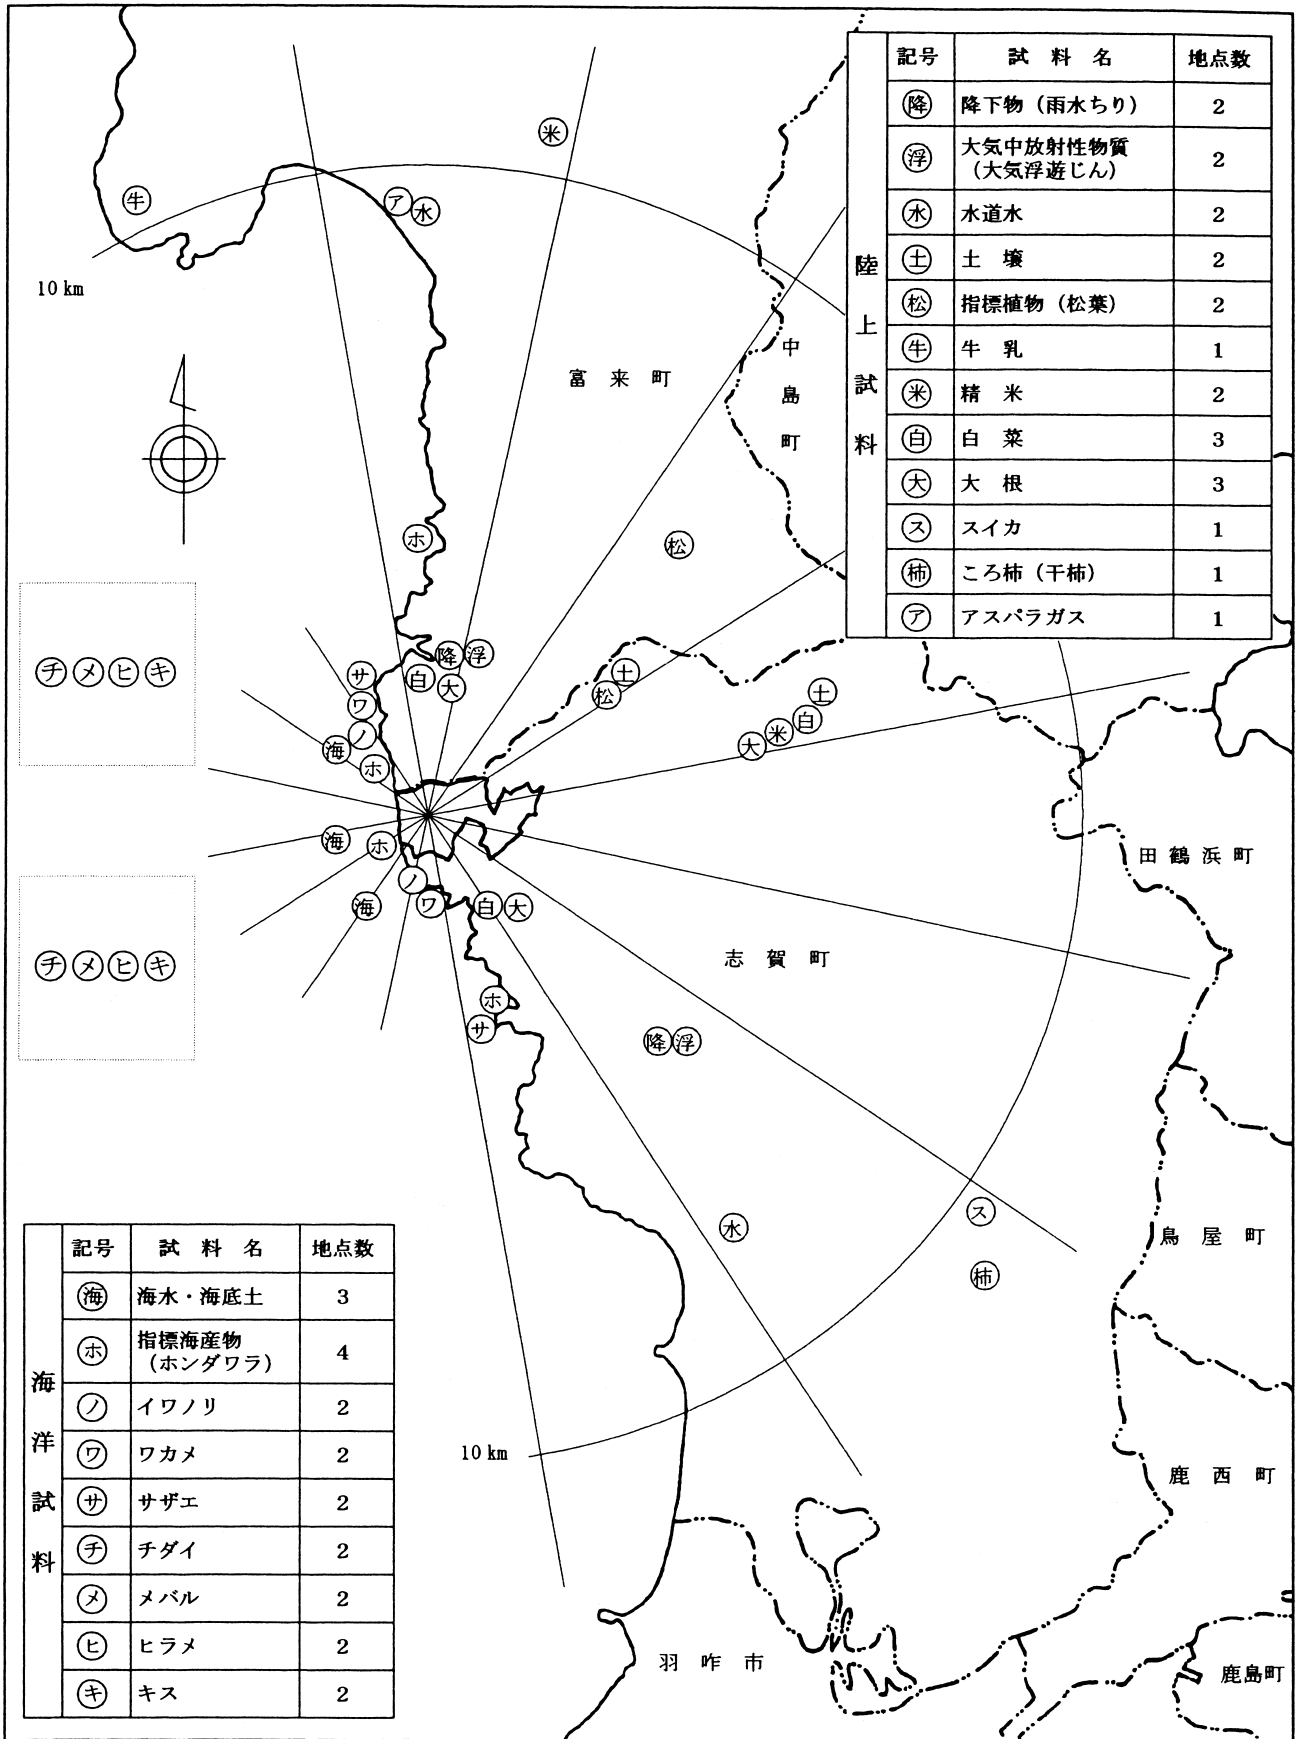 記号 試料名 地点数
陸上試料
降 降下物（雨水ちり） 2
浮 大気中放射性物質
（大気浮遊じん） 2
水 水道水 2
土 土壌 2
松 指標植物（松葉） 2
牛 牛乳 1
米 精米 2
白 白菜 3
大 大根 3
ス スイカ 1
柿 ころ柿（干柿） 1
ア アスパラガス 1
米
牛
ア 水
10 km
中島町
富来町
ホ
松
チ メ ヒ キ
降 浮
サ
白 大
土
松
ワ
土
白
米
大
ノ
海
ホ
海 ホ
田鶴浜町
ノ
ワ
海
白 大
チ メ ヒ キ
志賀町
ホ
サ
降 浮
ス
水
鳥屋町
柿
10 km
鹿西町
羽咋市
鹿島町
記号 試料名 地点数
海洋試料
海 海水・海底土 3
ホ 指標海産物
（ホンダワラ） 4
ノ イワノリ 2
ワ ワカメ 2
サ サザエ 2
チ チダイ 2
メ メバル 2
ヒ ヒラメ 2
キ キス 2